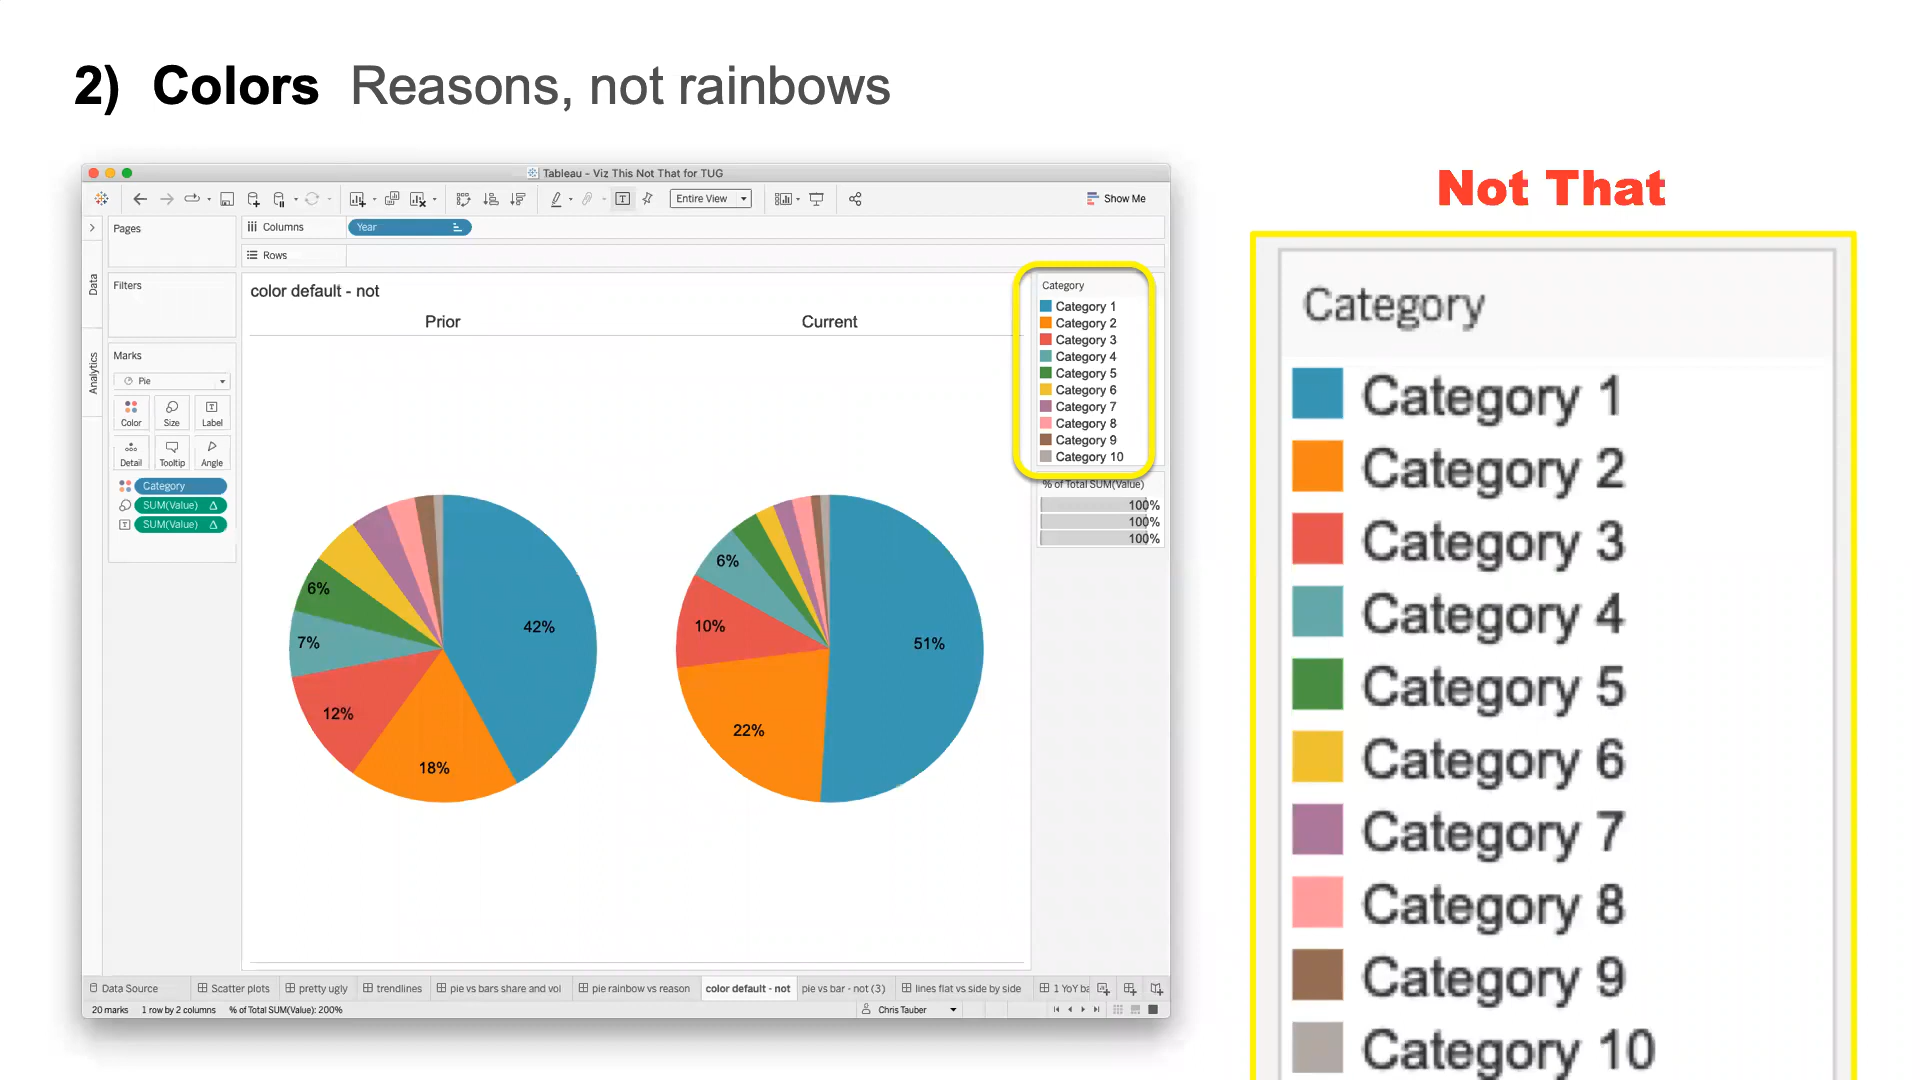 2) Colors Reasons, not rainbows
Not That
Tableau - Viz This Not That for TUG
Entire View
Show Me
Pages
Columns
Year
Rows
Data
Analytics
Filters
Marks
Pie
Color
Size
Label
Detail
Tooltip
Angle
Category
SUM(Value)
SUM(Value)
color default - not
Prior
Current
42%
18%
12%
7%
6%
51%
22%
10%
6%
Category
Category 1
Category 2
Category 3
Category 4
Category 5
Category 6
Category 7
Category 8
Category 9
Category 10
% of Total SUM(Value)
100%
100%
100%
Data Source
Scatter plots
pretty ugly
trendlines
pie vs bars share and vol
pie rainbow vs reason
color default - not
pie vs bar - not (3)
lines flat vs side by side
1 YoY ba
20 marks
1 row by 2 columns
% of Total SUM(Value): 200%
Chris Tauber
Category
Category 1
Category 2
Category 3
Category 4
Category 5
Category 6
Category 7
Category 8
Category 9
Category 10